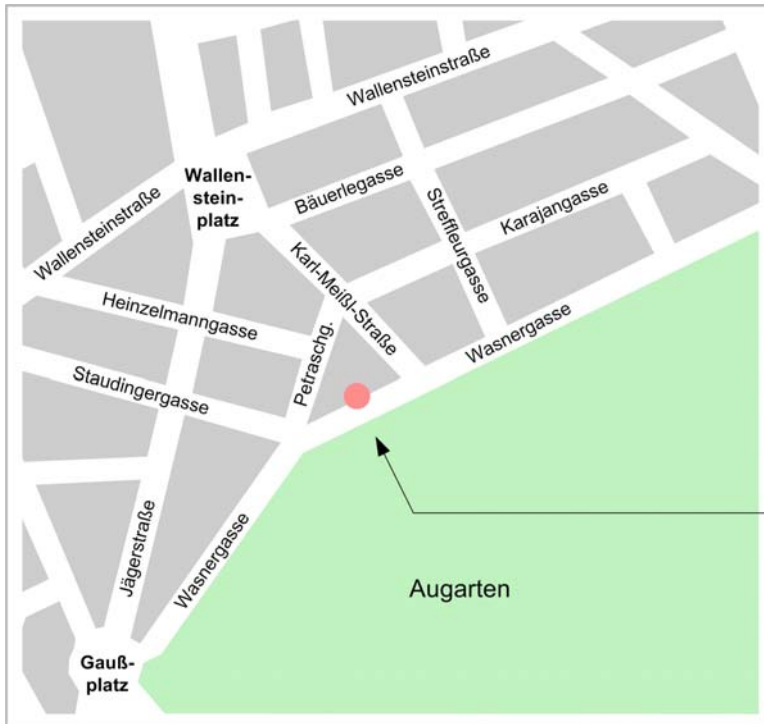 Wallensteinstraße
Wallen-
stein-
platz
Bäuerlegasse
Streffleurgasse
Karajangasse
Wallensteinstraße
Karl-Meißl-Straße
Heinzelmanngasse
Petraschg.
Wasnergasse
Staudingergasse
Jägerstraße
Wasnergasse
Augarten
Gauß-
platz